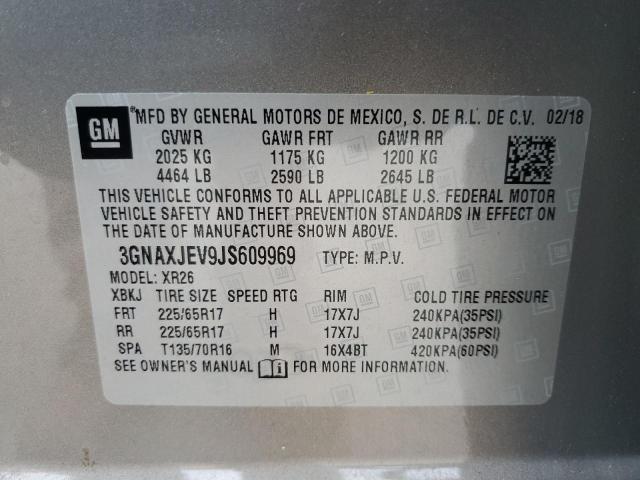 GM ®MFD BY GENERAL MOTORS DE MEXICO, S. DE R.L. DE C.V. 02/18
GVWR GAWR FRT GAWR RR
2025 KG 1175 KG 1200 KG
4464 LB 2590 LB 2645 LB
THIS VEHICLE CONFORMS TO ALL APPLICABLE U.S. FEDERAL MOTOR
VEHICLE SAFETY AND THEFT PREVENTION STANDARDS IN EFFECT ON
THE DATE OF MANUFACTURE SHOWN ABOVE.
3GNAXJEV9JS609969 TYPE: M.P.V.
MODEL: XR26
XBKJ TIRE SIZE SPEED RTG RIM COLD TIRE PRESSURE
FRT 225/65R17 H 17X7J 240KPA(35PSI)
RR 225/65R17 H 17X7J 240KPA(35PSI)
SPA T135/70R16 M 16X4BT 420KPA(60PSI)
SEE OWNER'S MANUAL FOR MORE INFORMATION.